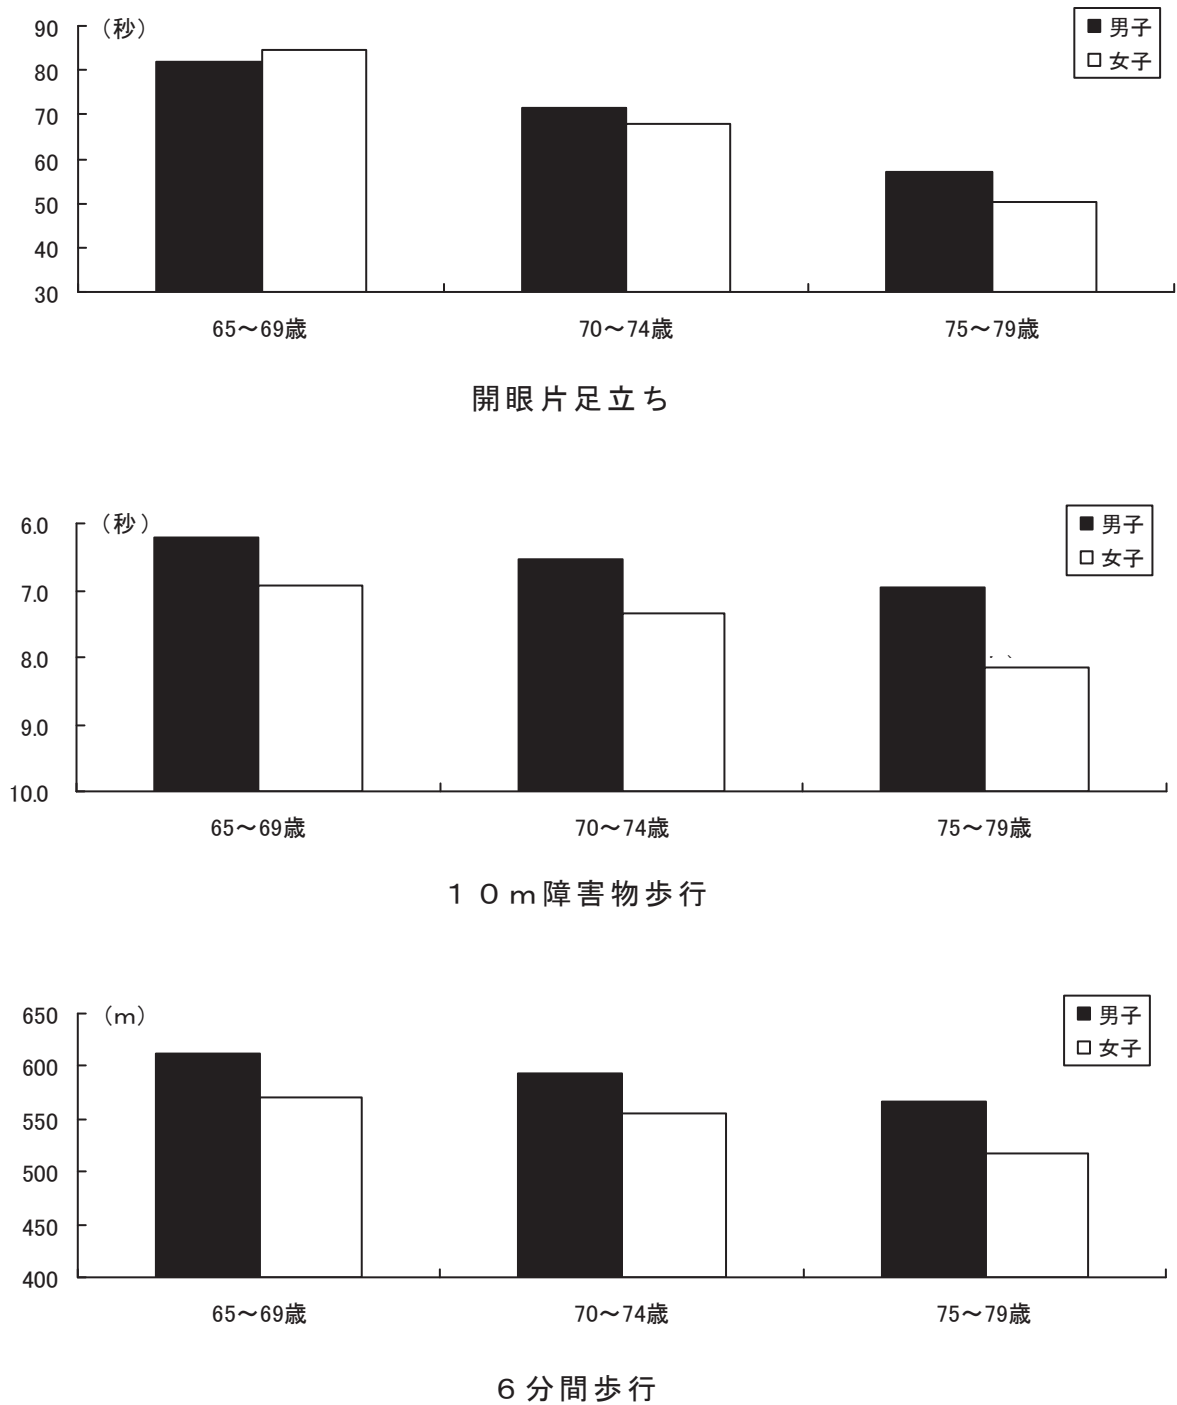 90 （秒）
■ 男子
80
□ 女子
70
60
50
40
30
65～69歳 70～74歳 75～79歳
開眼片足立ち
6.0 （秒）
■ 男子
□ 女子
7.0
8.0
9.0
10.0
65～69歳 70～74歳 75～79歳
１０ｍ障害物歩行
650 （ｍ）
■ 男子
□ 女子
600
550
500
450
400
65～69歳 70～74歳 75～79歳
６分間歩行